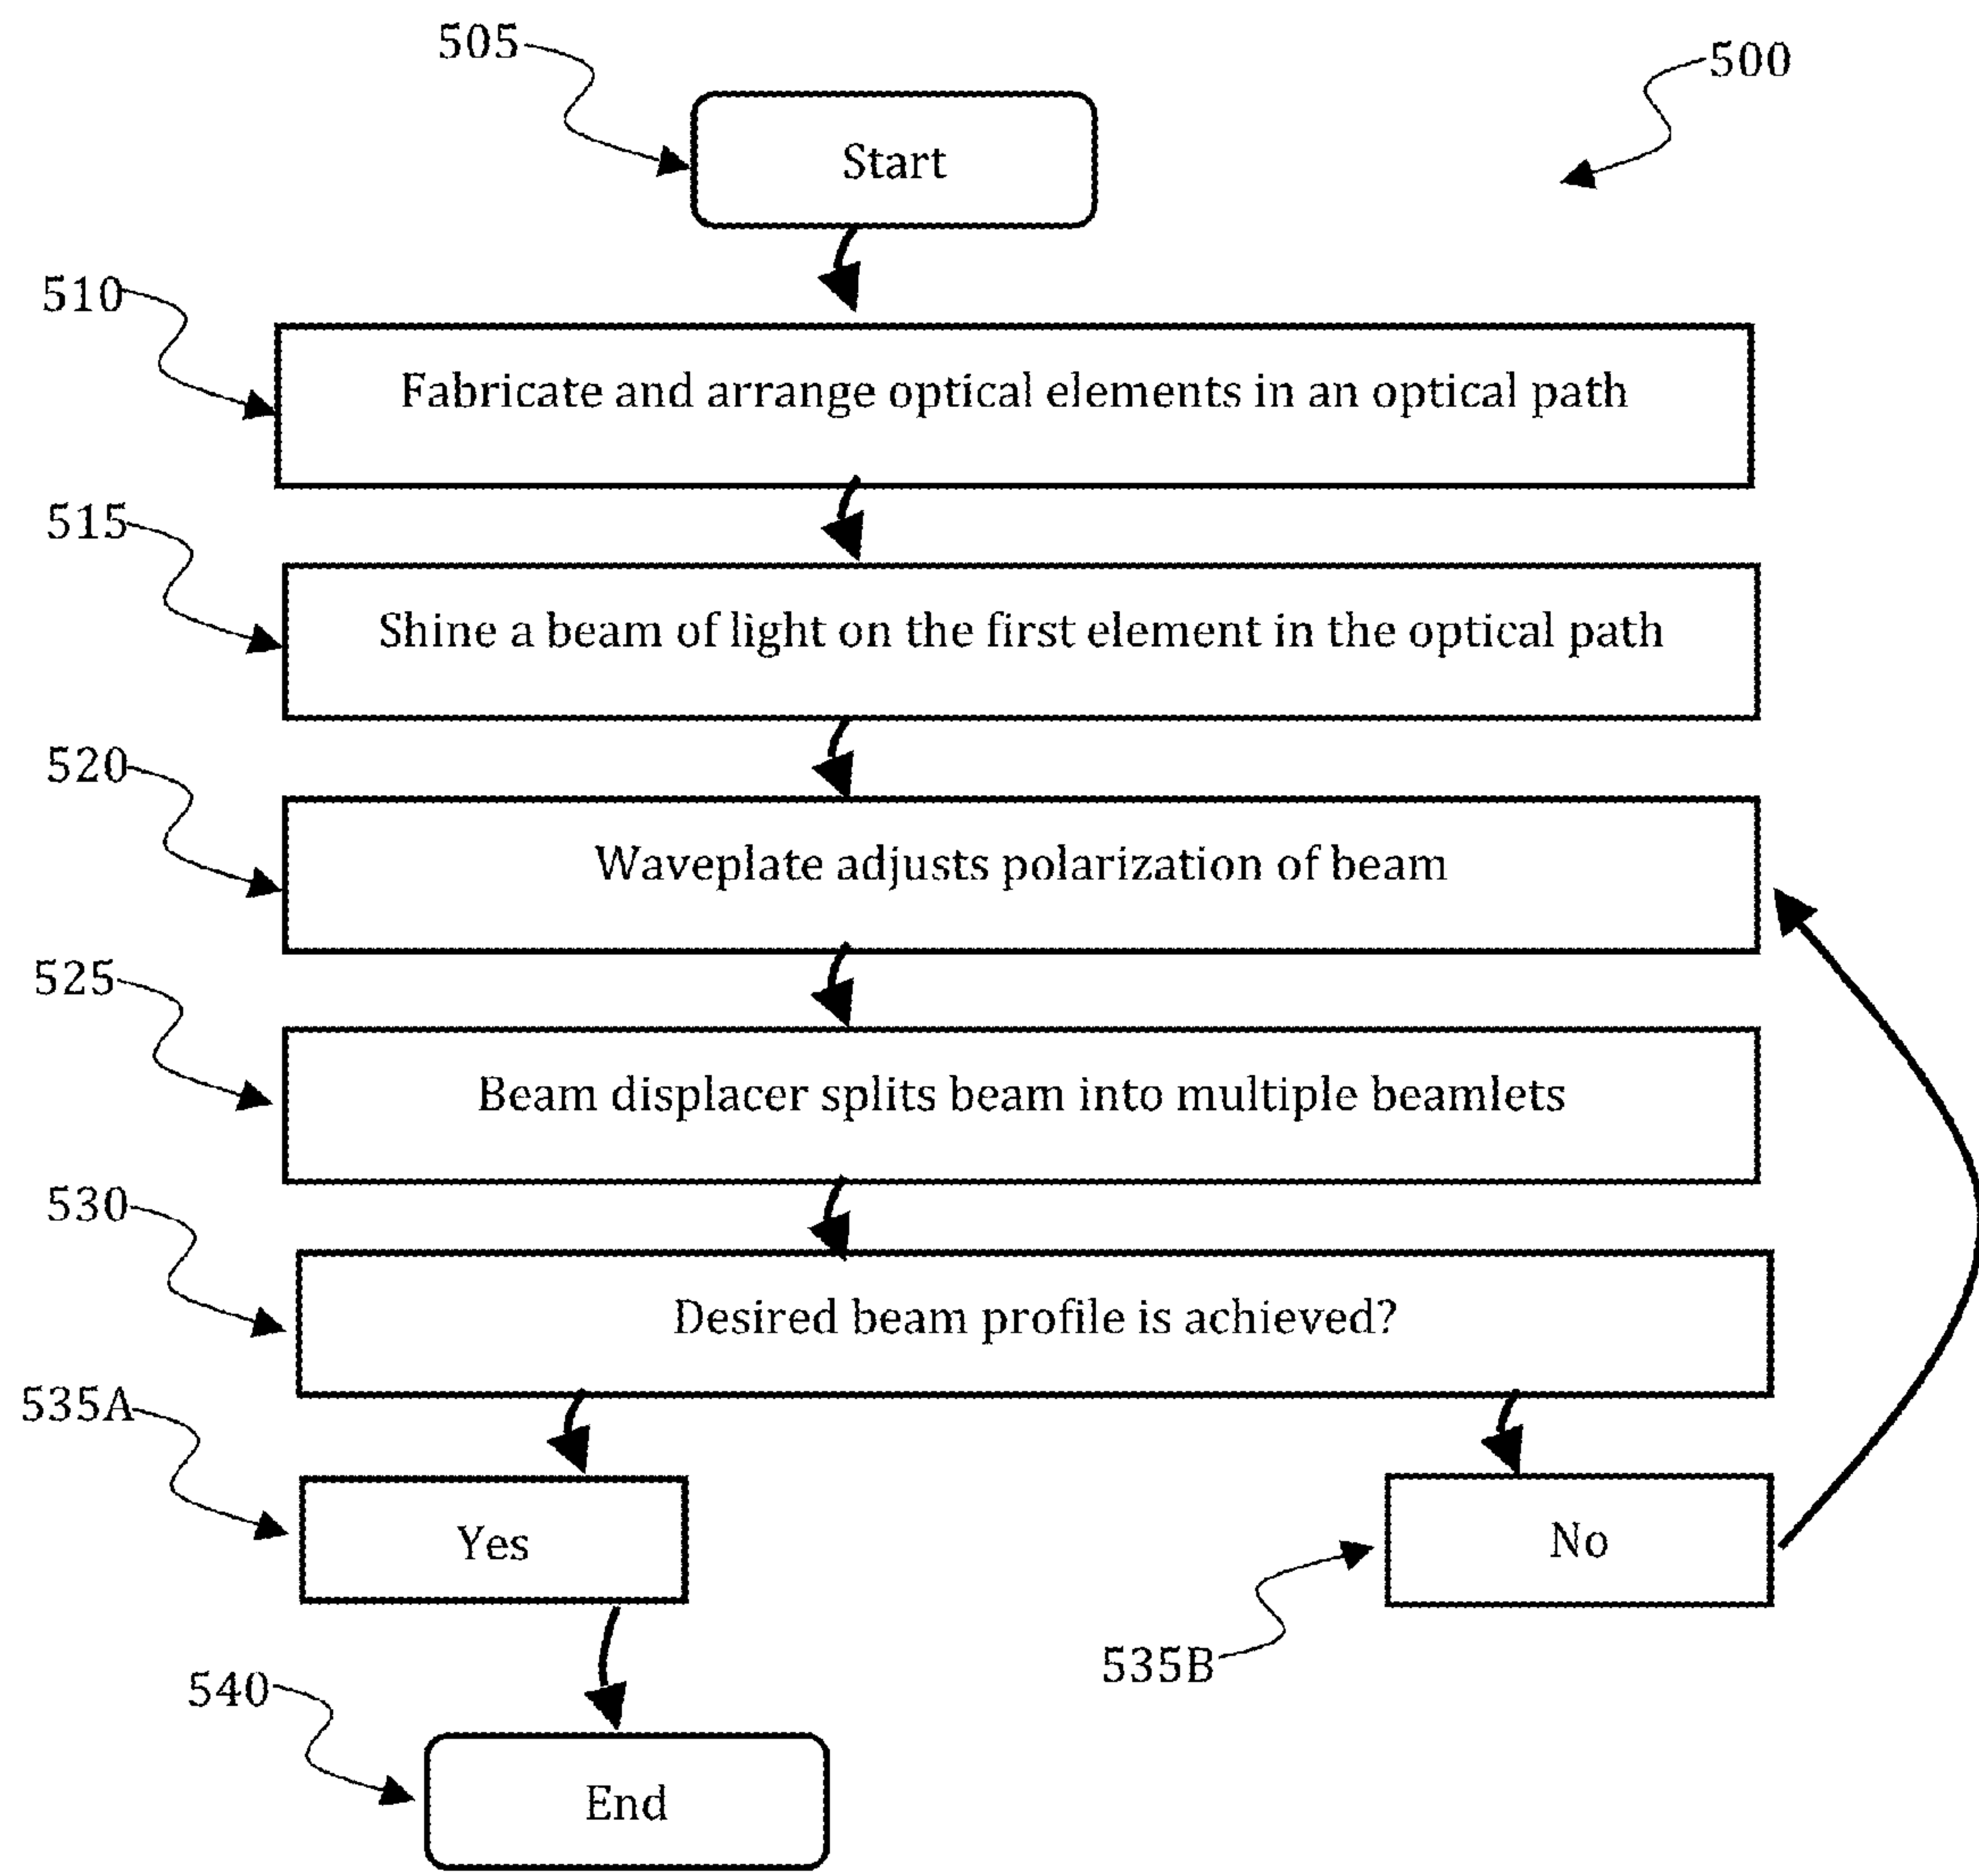 505
500
Start
510
Fabricate and arrange optical elements in an optical path
515
Shine a beam of light on the first element in the optical path
520
Waveplate adjusts polarization of beam
525
Beam displacer splits beam into multiple beamlets
530
Desired beam profile is achieved?
535A
Yes
No
535B
540
End